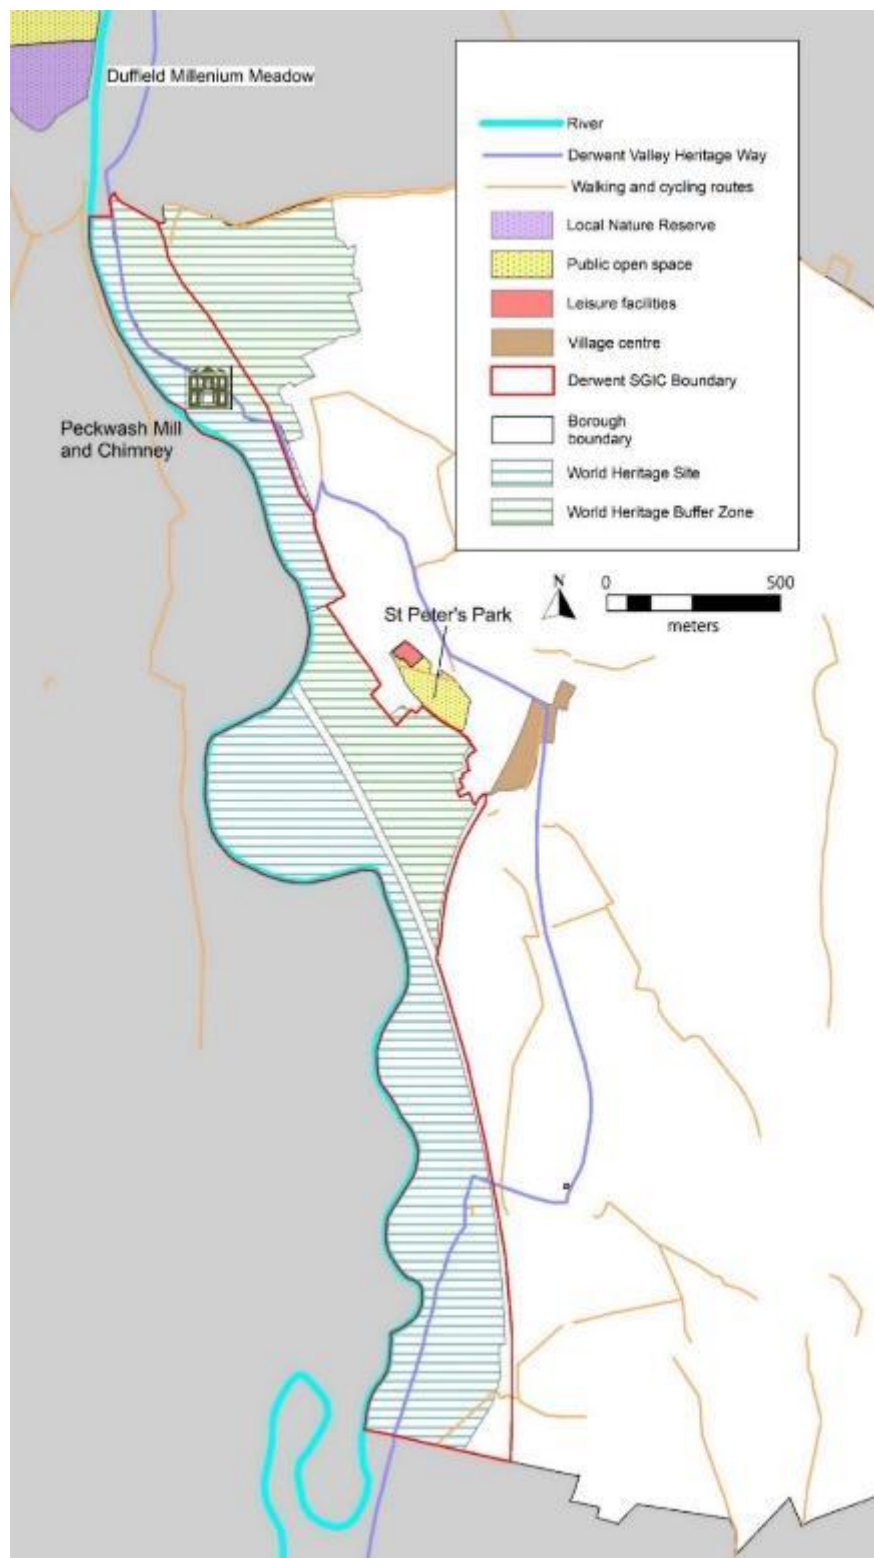 Duffield Millenium Meadow
River
Derwent Valley Heritage Way
Walking and cycling routes
Local Nature Reserve
Public open space
Leisure facilities
Village centre
Derwent SGIC Boundary
Borough
boundary
World Heritage Site
World Heritage Buffer Zone
Peckwash Mill
and Chimney
N
0 500
meters
St Peter's Park